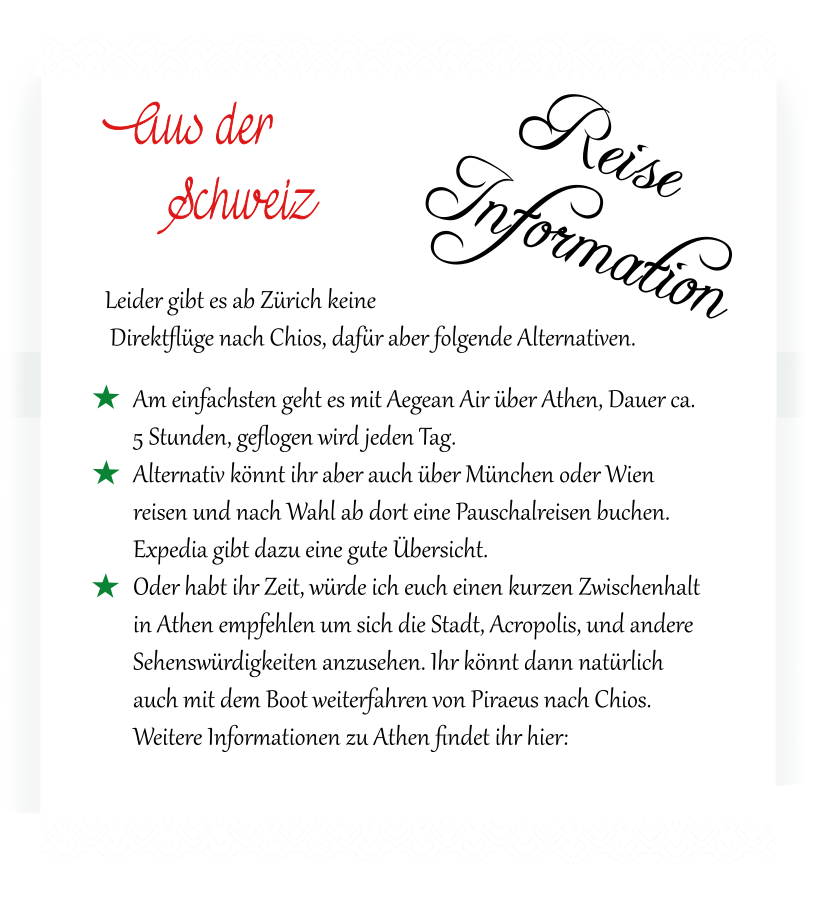 Aus der
Schweiz
Reise
Information
Leider gibt es ab Zürich keine
Direktflüge nach Chios, dafür aber folgende Alternativen.
Am einfachsten geht es mit Aegean Air über Athen, Dauer ca.
5 Stunden, geflogen wird jeden Tag.
Alternativ könnt ihr aber auch über München oder Wien
reisen und nach Wahl ab dort eine Pauschalreisen buchen.
Expedia gibt dazu eine gute Übersicht.
Oder habt ihr Zeit, würde ich euch einen kurzen Zwischenhalt
in Athen empfehlen um sich die Stadt, Acropolis, und andere
Sehenswürdigkeiten anzusehen. Ihr könnt dann natürlich
auch mit dem Boot weiterfahren von Piraeus nach Chios.
Weitere Informationen zu Athen findet ihr hier: